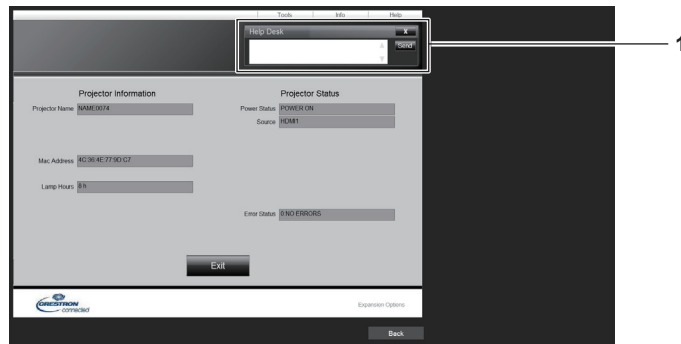 Tools Info Help
Help Desk X
Send
1
Projector Information Projector Status
Projector Name NAME0074 Power Status POWER ON
Source HDMI1
Mac Address 4C:36:4E:77:9D:C7
Lamp Hours 8 h
Error Status 0:NO ERRORS
Exit
CRESTRON
connected
Expansion Options
Back